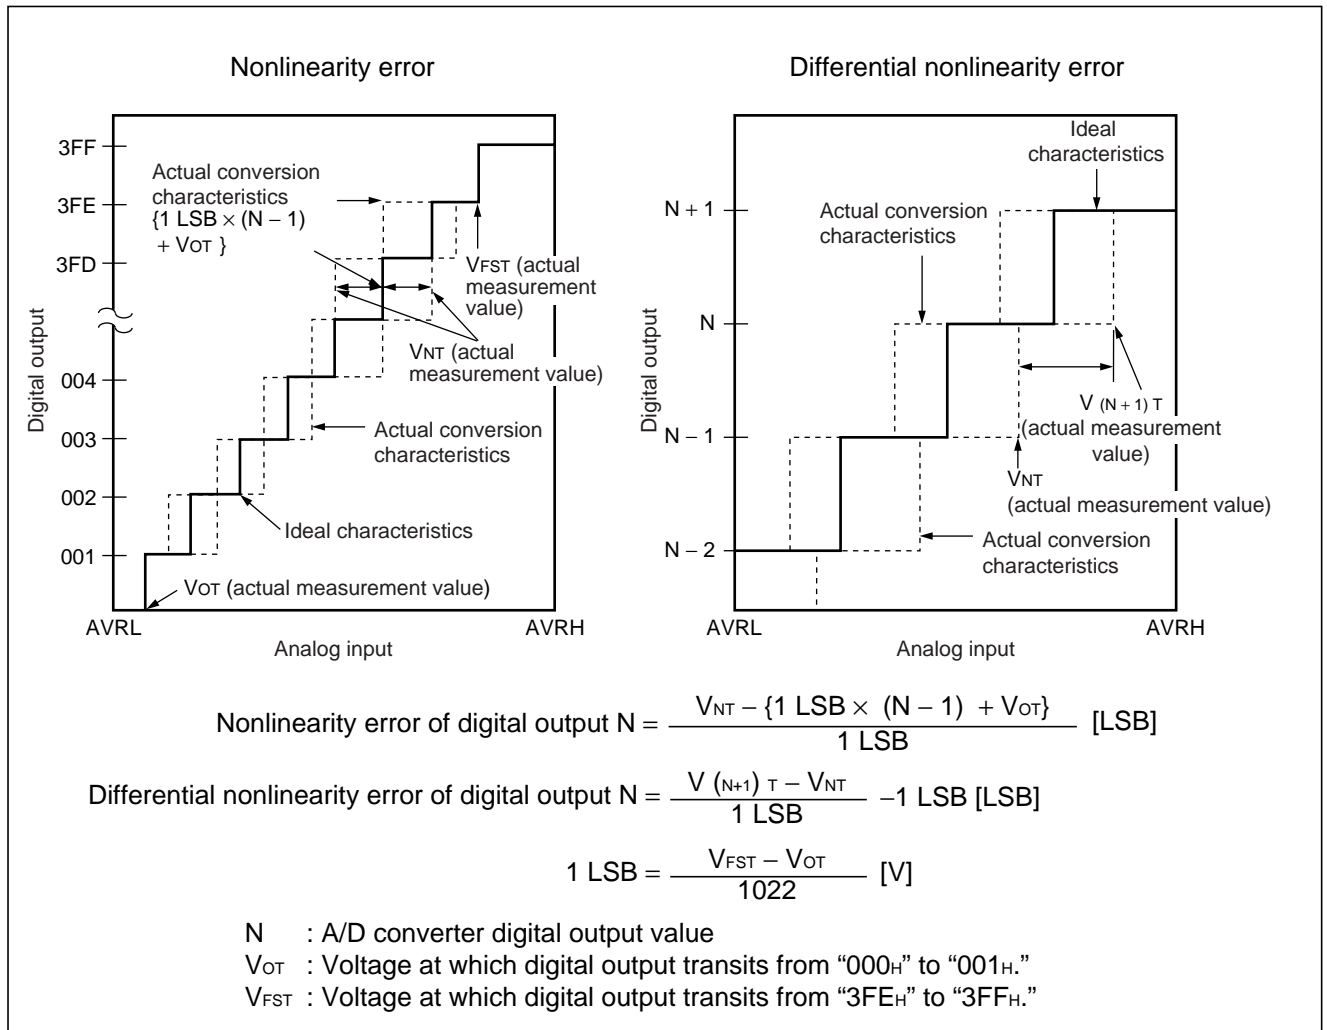 Nonlinearity error
3FF
3FE
3FD
004
003
002
001
Digital output
Actual conversion
characteristics
{1 LSB × (N − 1)
+ VOT }
VFST (actual
measurement
value)
VNT (actual
measurement value)
Actual conversion
characteristics
Ideal characteristics
VOT (actual measurement value)
AVRL
AVRH
Analog input
Differential nonlinearity error
N + 1
N
N − 1
N − 2
Digital output
Ideal
characteristics
Actual conversion
characteristics
V (N + 1) T
(actual measurement
value)
VNT
(actual measurement value)
Actual conversion
characteristics
AVRL
AVRH
Analog input
Nonlinearity error of digital output N = VNT − {1 LSB × (N − 1) + VOT} / 1 LSB [LSB]
Differential nonlinearity error of digital output N = V (N+1) T − VNT / 1 LSB −1 LSB [LSB]
1 LSB = VFST − VOT / 1022 [V]
N : A/D converter digital output value
VOT : Voltage at which digital output transits from “000H” to “001H.”
VFST : Voltage at which digital output transits from “3FEH” to “3FFH.”